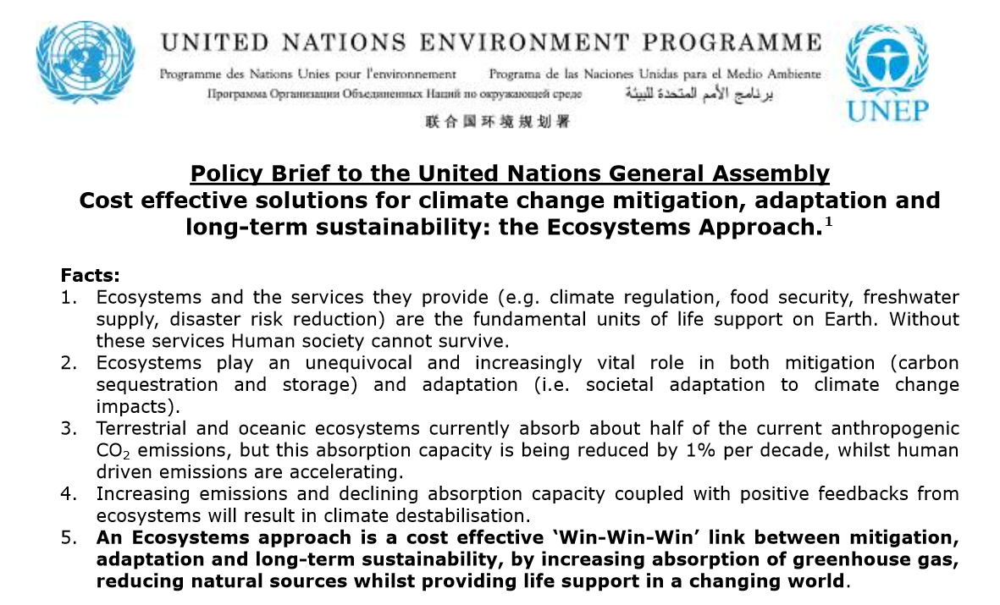 UNITED NATIONS ENVIRONMENT PROGRAMME
Programme des Nations Unies pour l'environnement Programa de las Naciones Unidas para el Medio Ambiente
Программа Организации Объединенных Наций по окружающей среде برنامج الأمم المتحدة للبيئة
联合国环境规划署
UNEP
Policy Brief to the United Nations General Assembly
Cost effective solutions for climate change mitigation, adaptation and
long-term sustainability: the Ecosystems Approach.¹
Facts:
1. Ecosystems and the services they provide (e.g. climate regulation, food security, freshwater
supply, disaster risk reduction) are the fundamental units of life support on Earth. Without
these services Human society cannot survive.
2. Ecosystems play an unequivocal and increasingly vital role in both mitigation (carbon
sequestration and storage) and adaptation (i.e. societal adaptation to climate change
impacts).
3. Terrestrial and oceanic ecosystems currently absorb about half of the current anthropogenic
CO₂ emissions, but this absorption capacity is being reduced by 1% per decade, whilst human
driven emissions are accelerating.
4. Increasing emissions and declining absorption capacity coupled with positive feedbacks from
ecosystems will result in climate destabilisation.
5. An Ecosystems approach is a cost effective ‘Win-Win-Win’ link between mitigation,
adaptation and long-term sustainability, by increasing absorption of greenhouse gas,
reducing natural sources whilst providing life support in a changing world.